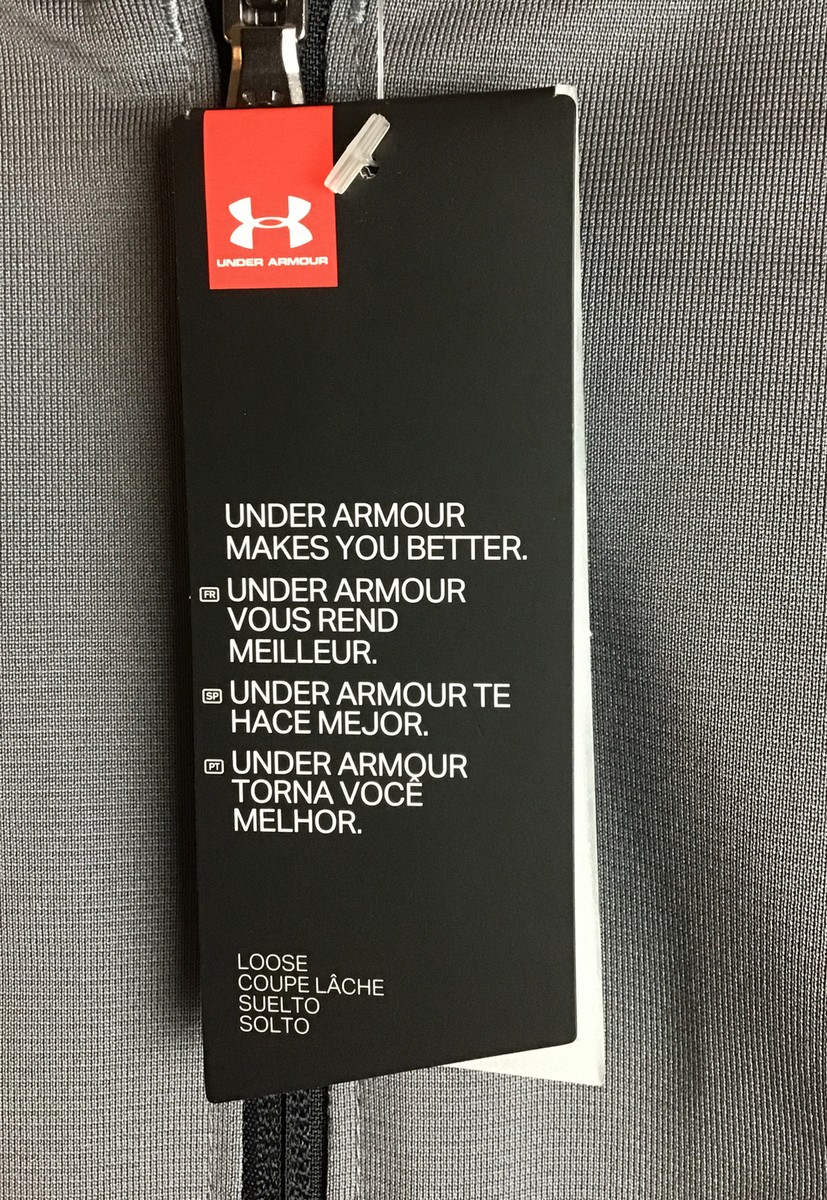 UNDER ARMOUR
UNDER ARMOUR
MAKES YOU BETTER.
FR UNDER ARMOUR
VOUS REND
MEILLEUR.
SP UNDER ARMOUR TE
HACE MEJOR.
PT UNDER ARMOUR
TORNA VOCÊ
MELHOR.
LOOSE
COUPE LÂCHE
SUELTO
SOLTO